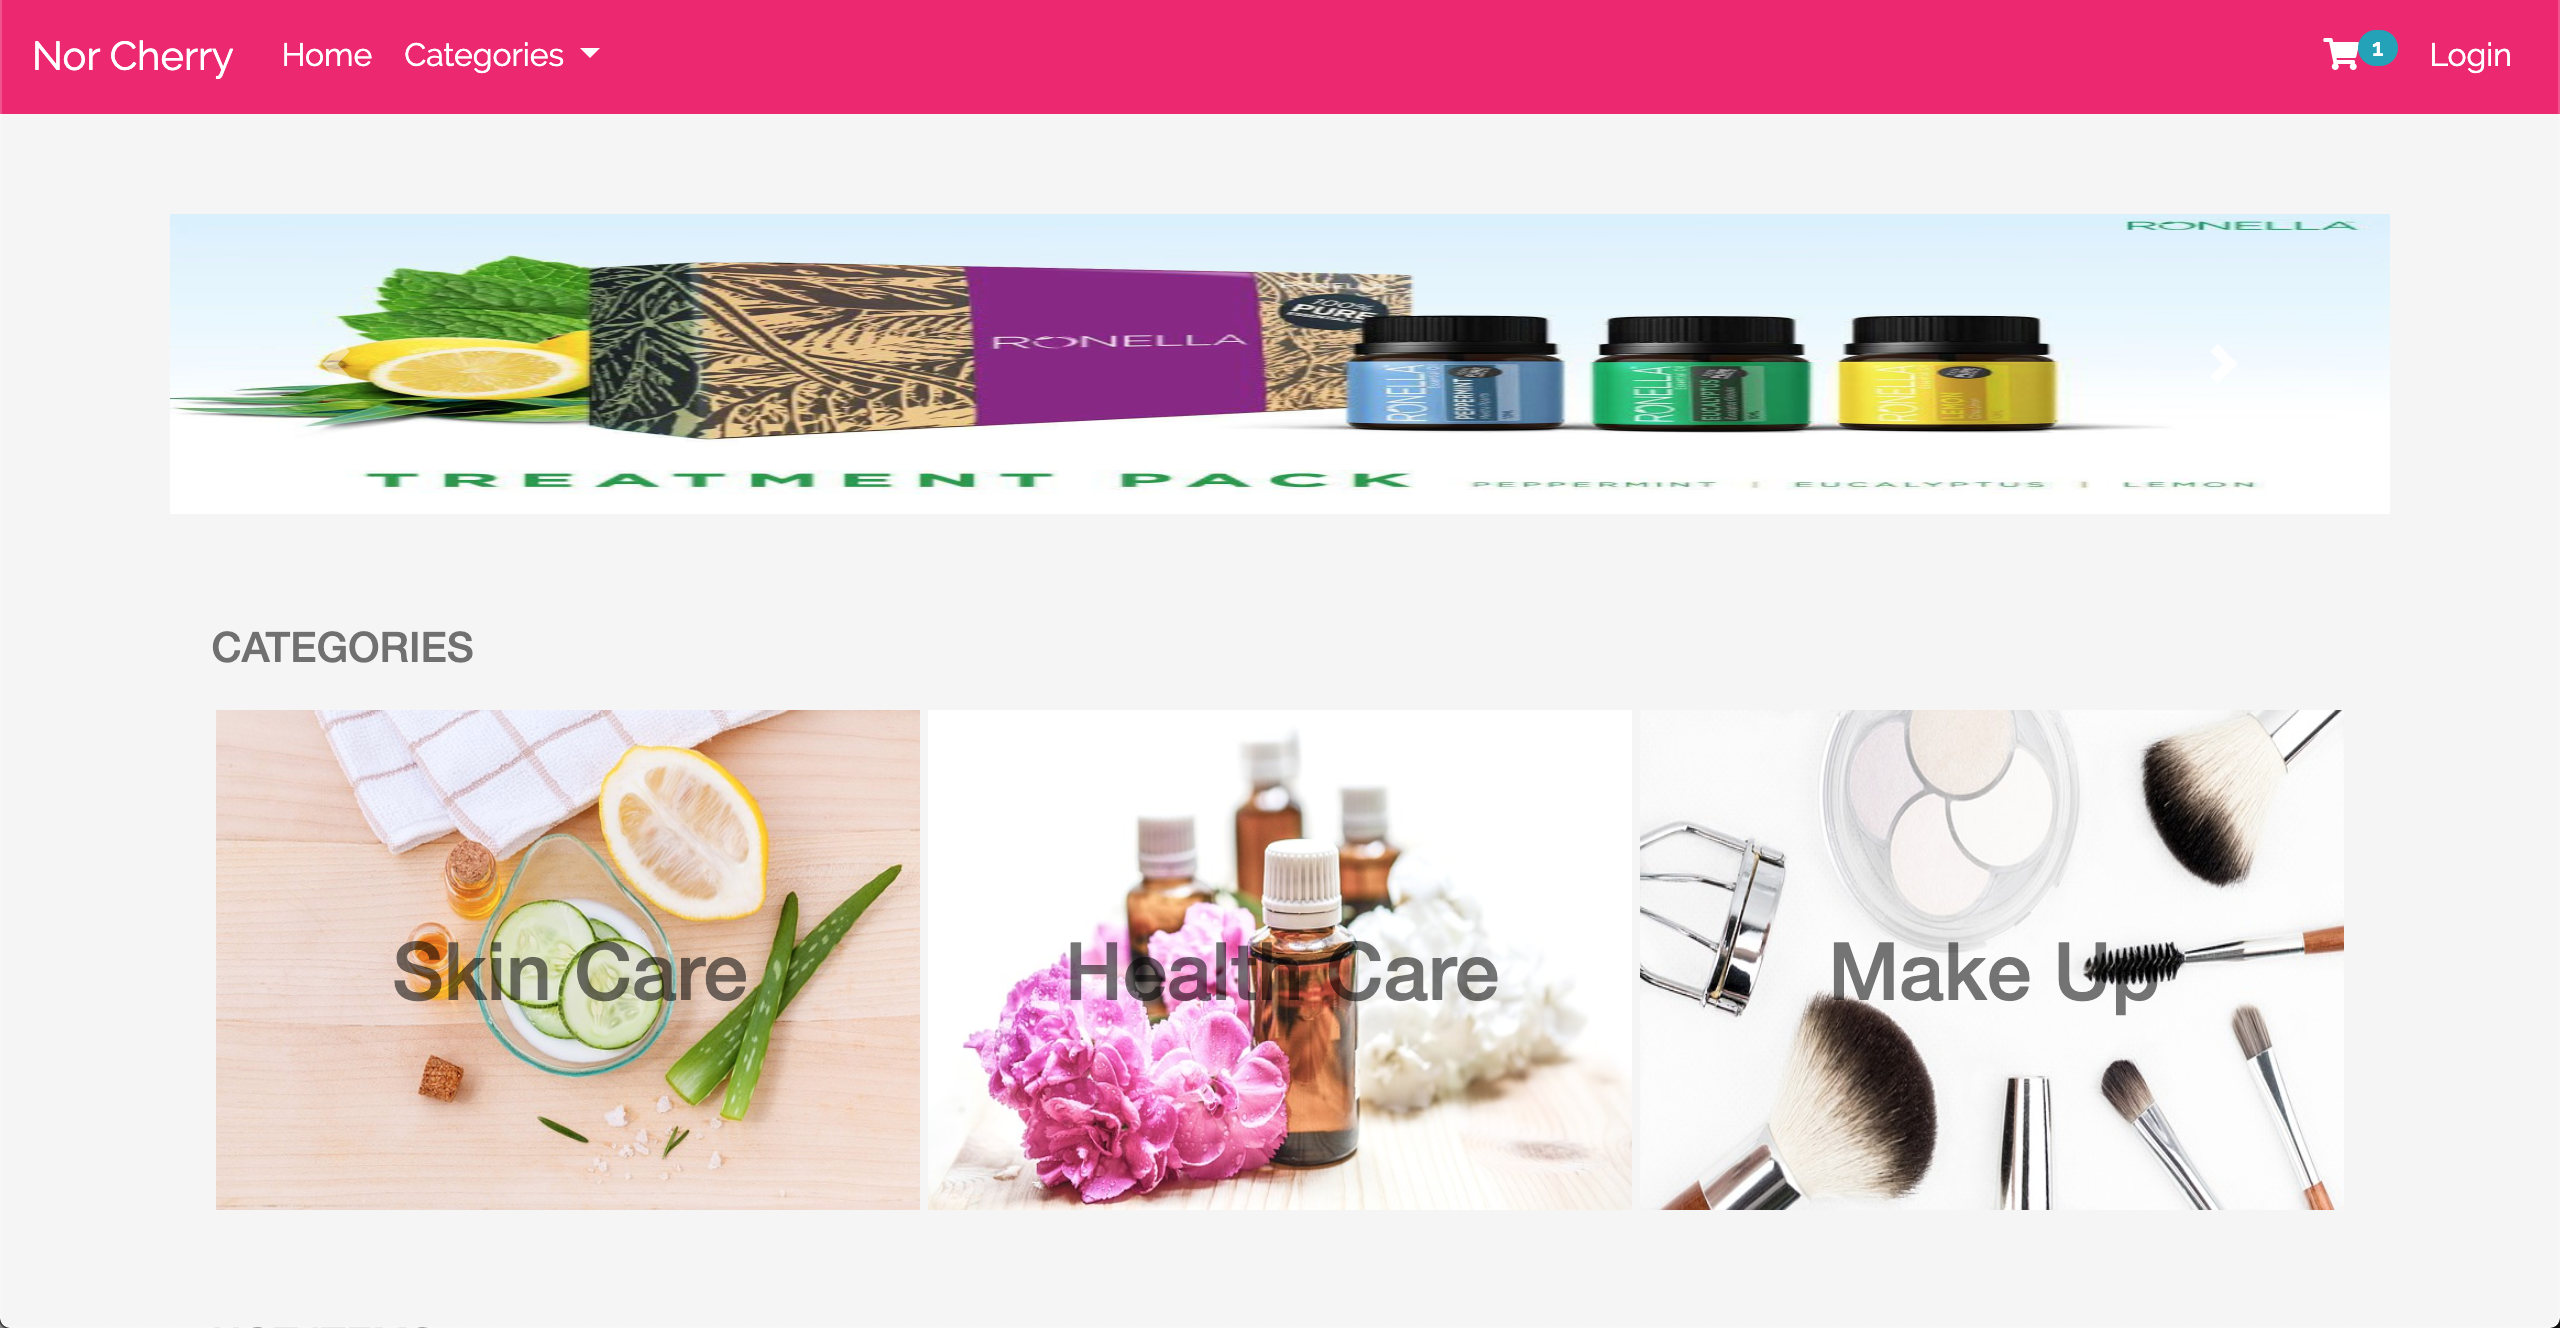 Nor Cherry Home Categories 1 Login
RONELLA
RONELLA
100%
PURE
RONELLA PEPPERMINT
RONELLA EUCALYPTUS
RONELLA LEMON
TREATMENT PACK PEPPERMINT | EUCALYPTUS | LEMON
CATEGORIES
Skin Care
Health Care
Make Up